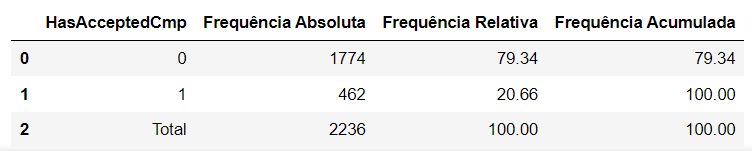 HasAcceptedCmp Frequência Absoluta Frequência Relativa Frequência Acumulada
0 0 1774 79.34 79.34
1 1 462 20.66 100.00
2 Total 2236 100.00 100.00